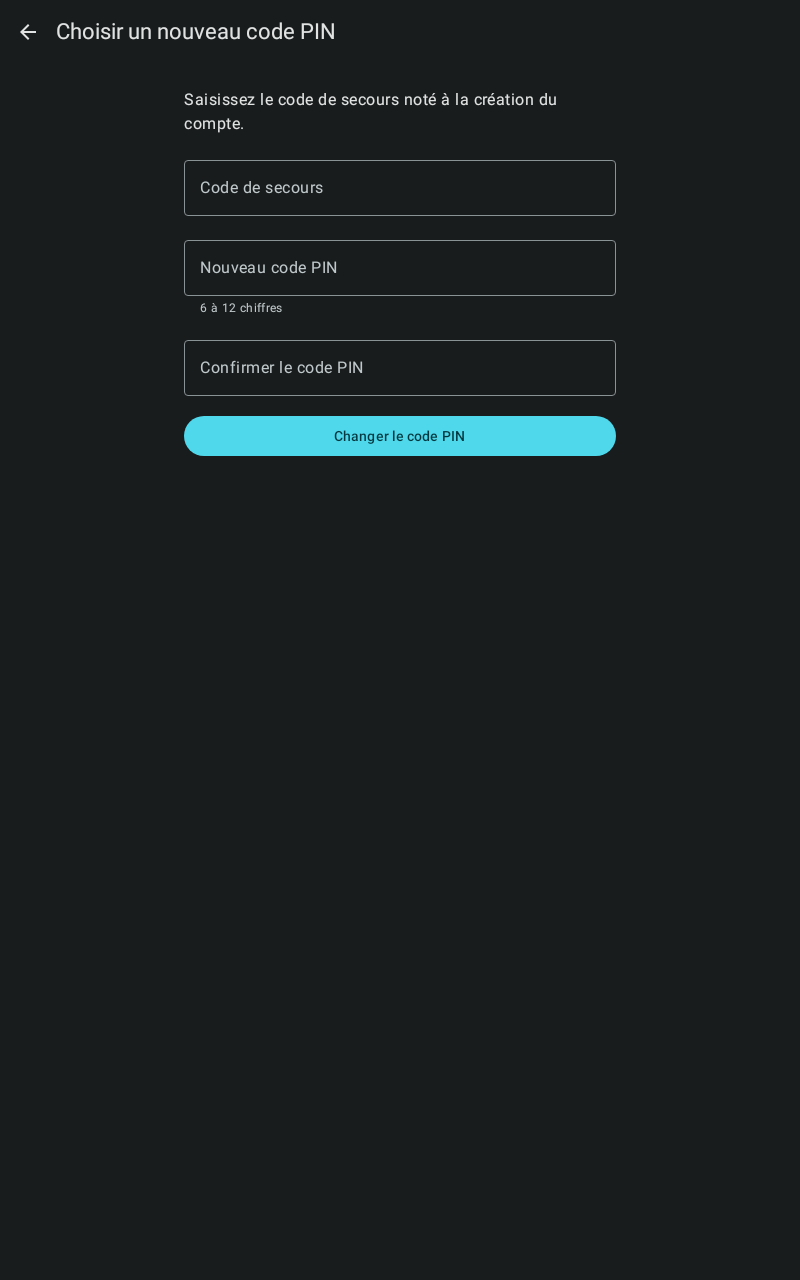 Choisir un nouveau code PIN
Saisissez le code de secours noté à la création du
compte.
Code de secours
Nouveau code PIN
6 à 12 chiffres
Confirmer le code PIN
Changer le code PIN